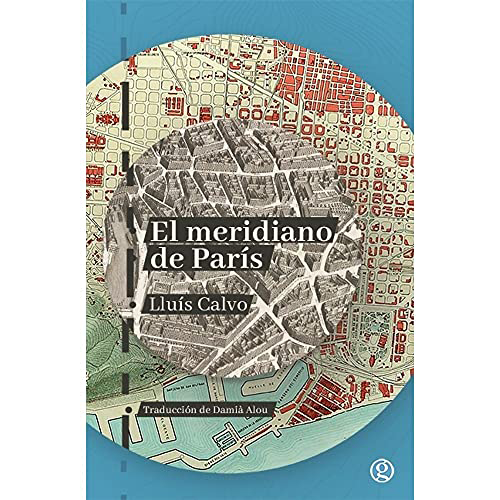 El meridiano
de París
Lluís Calvo
Traducción de Damià Alou
g